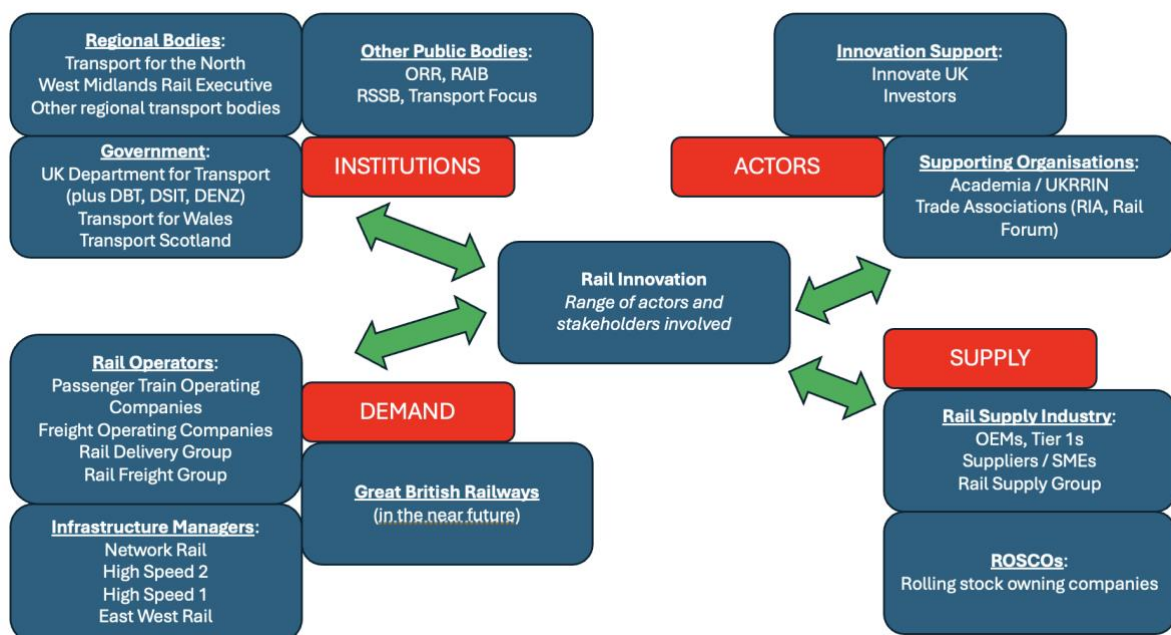 Regional Bodies:
Transport for the North
West Midlands Rail Executive
Other regional transport bodies
Other Public Bodies:
ORR, RAIB
RSSB, Transport Focus
Government:
UK Department for Transport
(plus DBT, DSIT, DENZ)
Transport for Wales
Transport Scotland
INSTITUTIONS
Innovation Support:
Innovate UK
Investors
ACTORS
Supporting Organisations:
Academia / UKRRIN
Trade Associations (RIA, Rail
Forum)
Rail Innovation
Range of actors and
stakeholders involved
Rail Operators:
Passenger Train Operating
Companies
Freight Operating Companies
Rail Delivery Group
Rail Freight Group
DEMAND
Great British Railways
(in the near future)
Infrastructure Managers:
Network Rail
High Speed 2
High Speed 1
East West Rail
SUPPLY
Rail Supply Industry:
OEMs, Tier 1s
Suppliers / SMEs
Rail Supply Group
ROSCOs:
Rolling stock owning companies